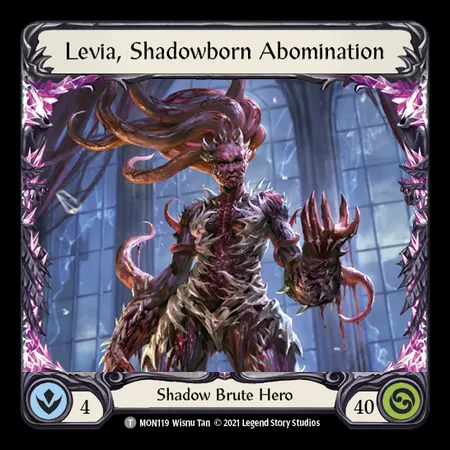 Levia, Shadowborn Abomination
Shadow Brute Hero
4
40
T MON119 Wisnu Tan © 2021 Legend Story Studios